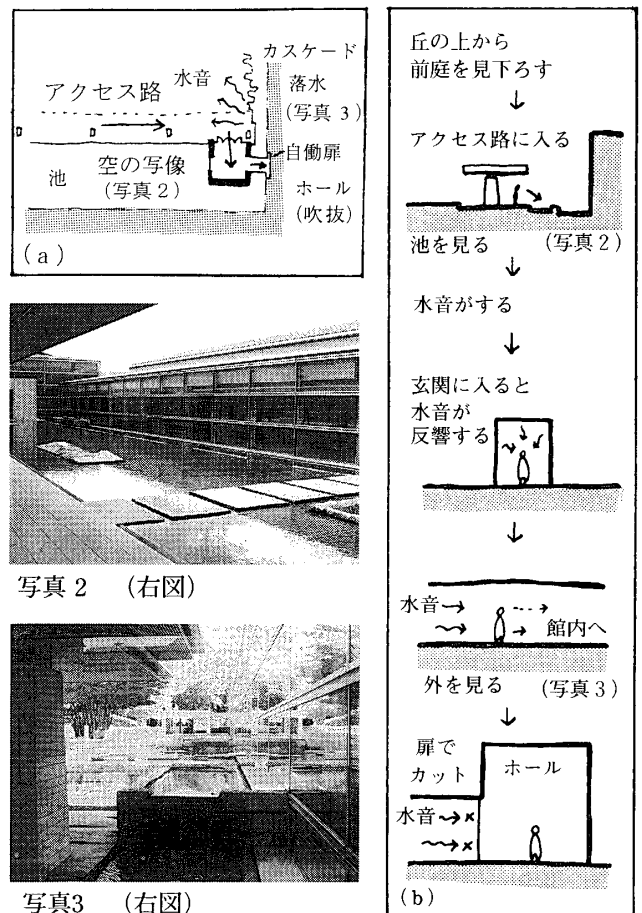 カスケード
水音
落水
(写真 3)
アクセス路
自働扉
空の写像
(写真 2)
池
ホール
(吹抜)
(a)
写真 2 (右図)
写真3 (右図)
丘の上から
前庭を見下ろす
アクセス路に入る
池を見る (写真 2)
水音がする
玄関に入ると
水音が
反響する
水音
館内へ
外を見る (写真 3)
扉で
カット
ホール
水音
(b)